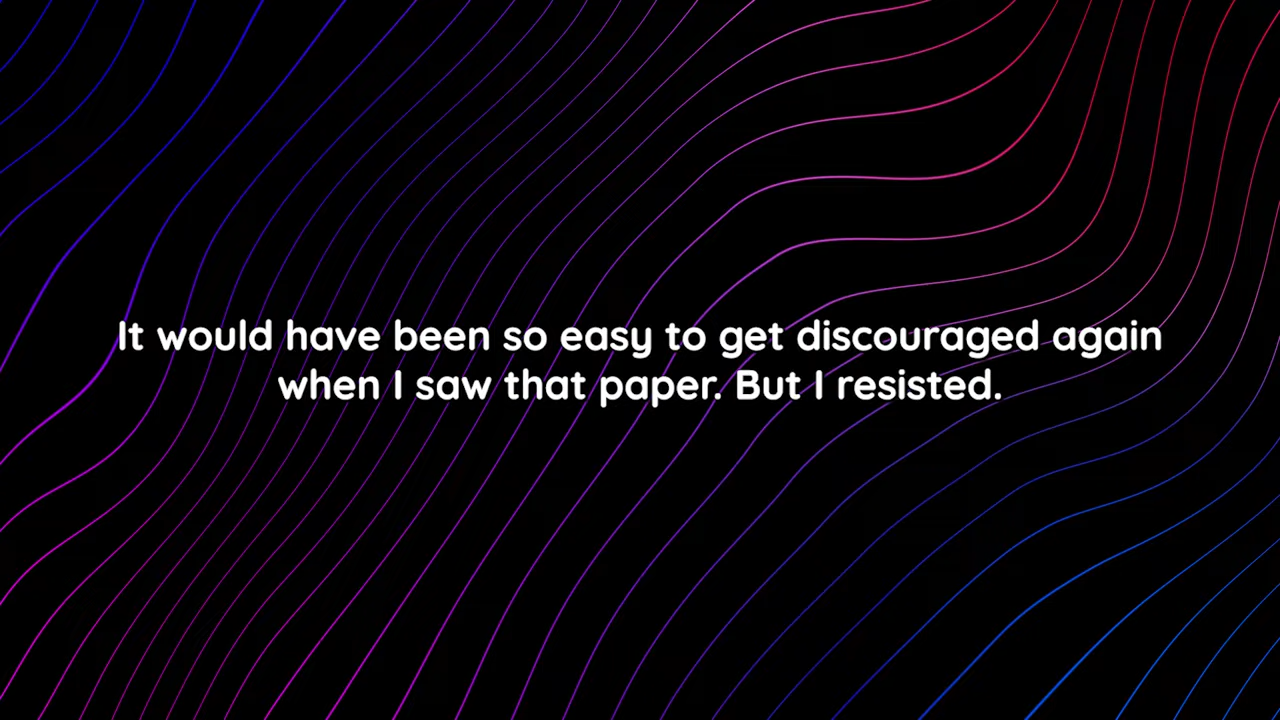 It would have been so easy to get discouraged again
when I saw that paper. But I resisted.